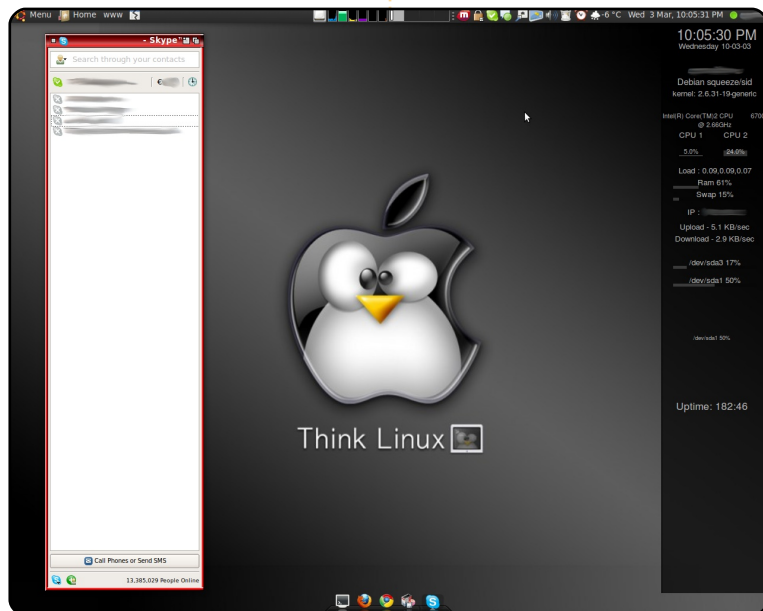 Menu Home www -6 °C Wed 3 Mar, 10:05:31 PM
- Skype™
Search through your contacts
€
Call Phones or Send SMS
13,385,029 People Online
Think Linux
10:05:30 PM
Wednesday 10-03-03
Debian squeeze/sid
kernel: 2.6.31-19-generic
Intel(R) Core(TM)2 CPU 6700
@ 2.66GHz
CPU 1 CPU 2
5.0% 24.0%
Load : 0.09,0.09,0.07
Ram 61%
Swap 15%
IP :
Upload - 5.1 KB/sec
Download - 2.9 KB/sec
/dev/sda3 17%
/dev/sda1 50%
/dev/sda1 50%
Uptime: 182:46